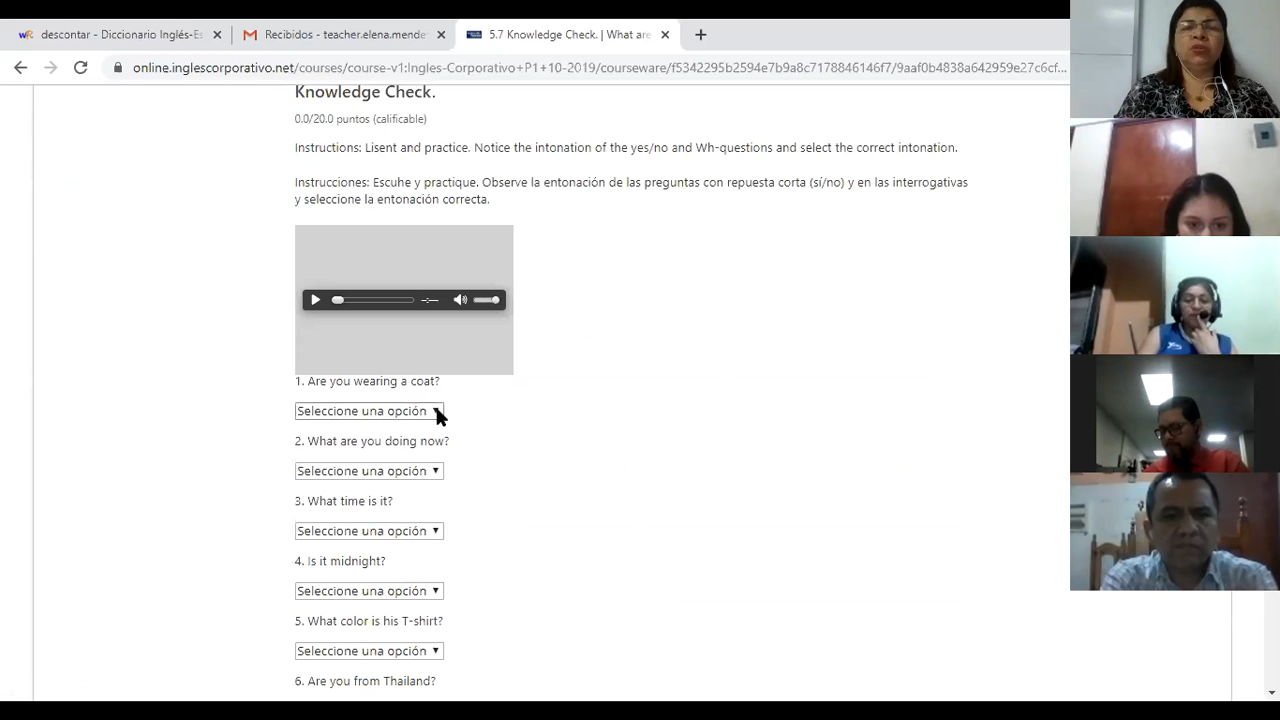 descontar - Diccionario Inglés-Es
Recibidos - teacher.elena.mende
5.7 Knowledge Check. | What are
online.inglescorporativo.net/courses/course-v1:Ingles-Corporativo+P1+10-2019/courseware/f5342295b2594e7b9a8c7178846146f7/9aaf0b4838a642959e27c6cf...
Knowledge Check.
0.0/20.0 puntos (calificable)
Instructions: Lisent and practice. Notice the intonation of the yes/no and Wh-questions and select the correct intonation.
Instrucciones: Escuhe y practique. Observe la entonación de las preguntas con repuesta corta (sí/no) y en las interrogativas
y seleccione la entonación correcta.
1. Are you wearing a coat?
Seleccione una opción
2. What are you doing now?
Seleccione una opción
3. What time is it?
Seleccione una opción
4. Is it midnight?
Seleccione una opción
5. What color is his T-shirt?
Seleccione una opción
6. Are you from Thailand?